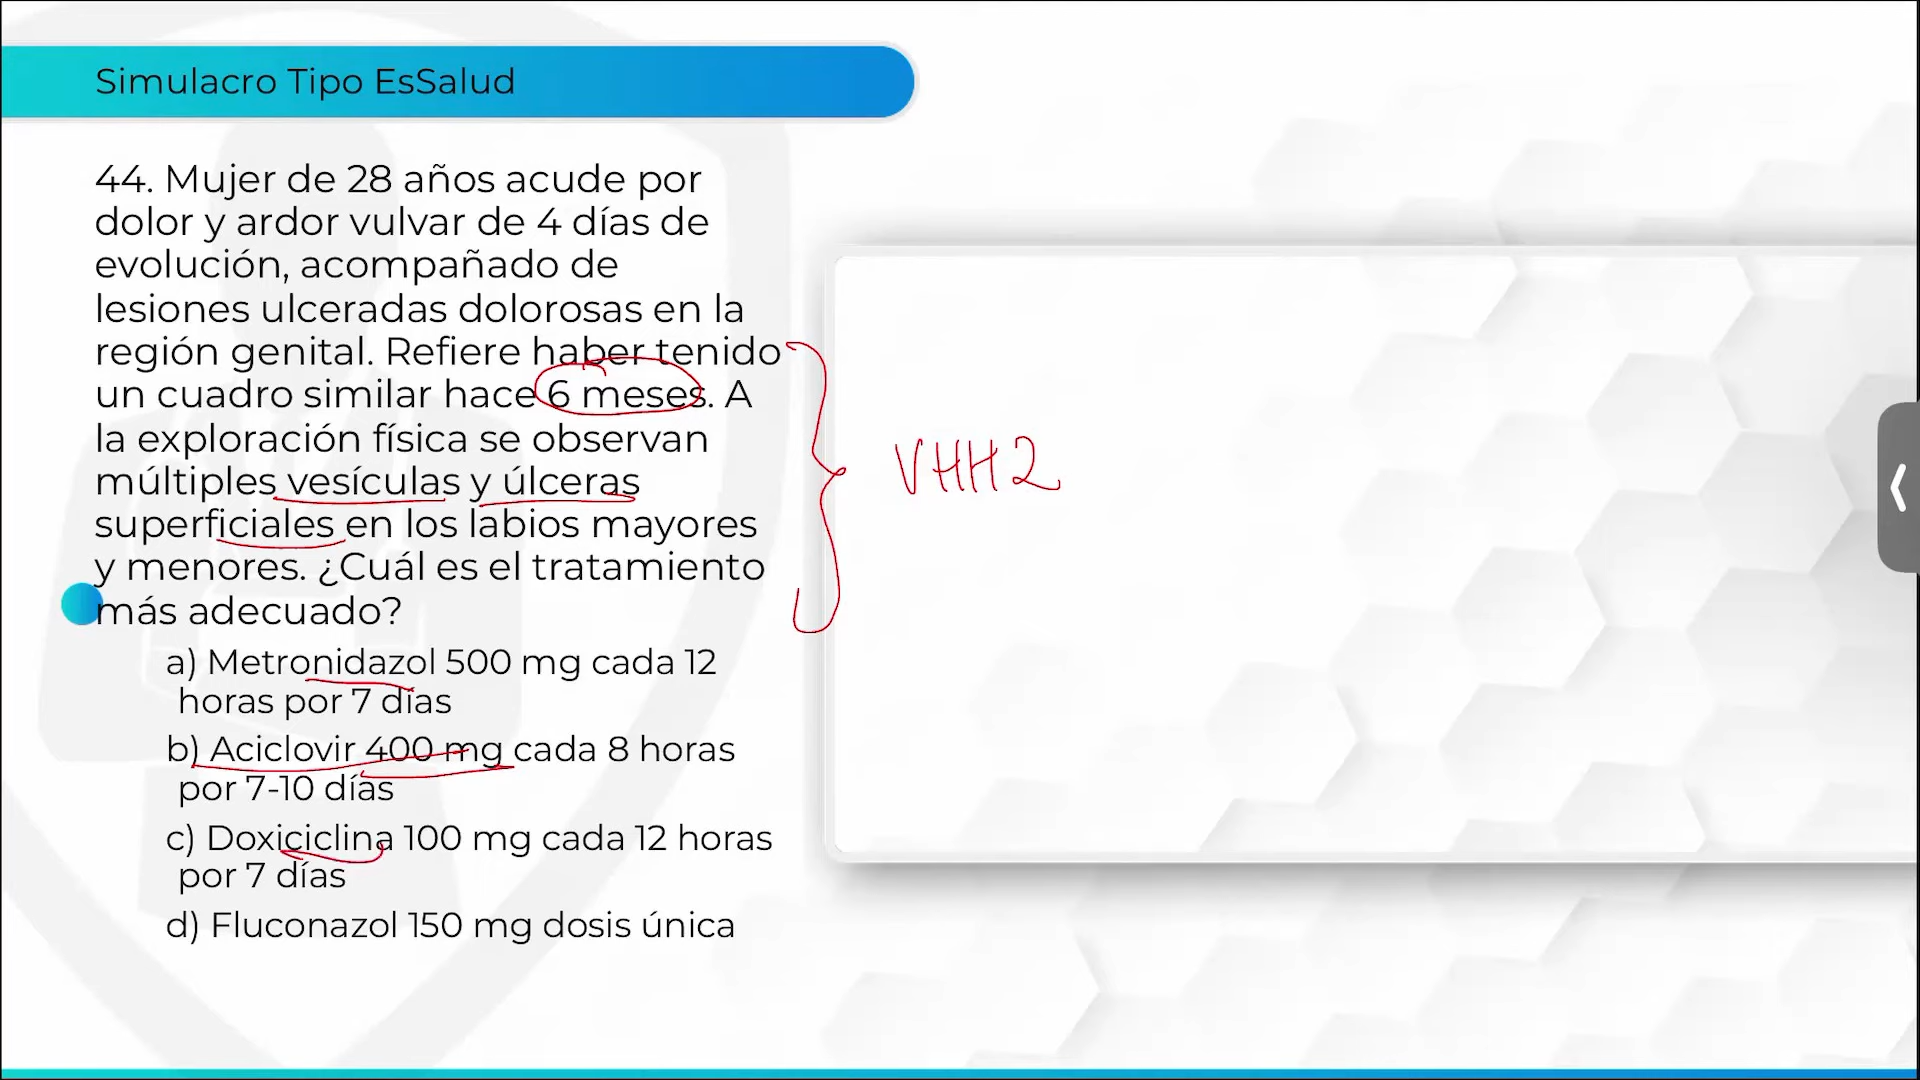 Simulacro Tipo EsSalud
44. Mujer de 28 años acude por
dolor y ardor vulvar de 4 días de
evolución, acompañado de
lesiones ulceradas dolorosas en la
región genital. Refiere haber tenido
un cuadro similar hace 6 meses. A
la exploración física se observan
múltiples vesículas y úlceras
superficiales en los labios mayores
y menores. ¿Cuál es el tratamiento
más adecuado?
a) Metronidazol 500 mg cada 12
horas por 7 días
b) Aciclovir 400 mg cada 8 horas
por 7-10 días
c) Doxiciclina 100 mg cada 12 horas
por 7 días
d) Fluconazol 150 mg dosis única
VHH2